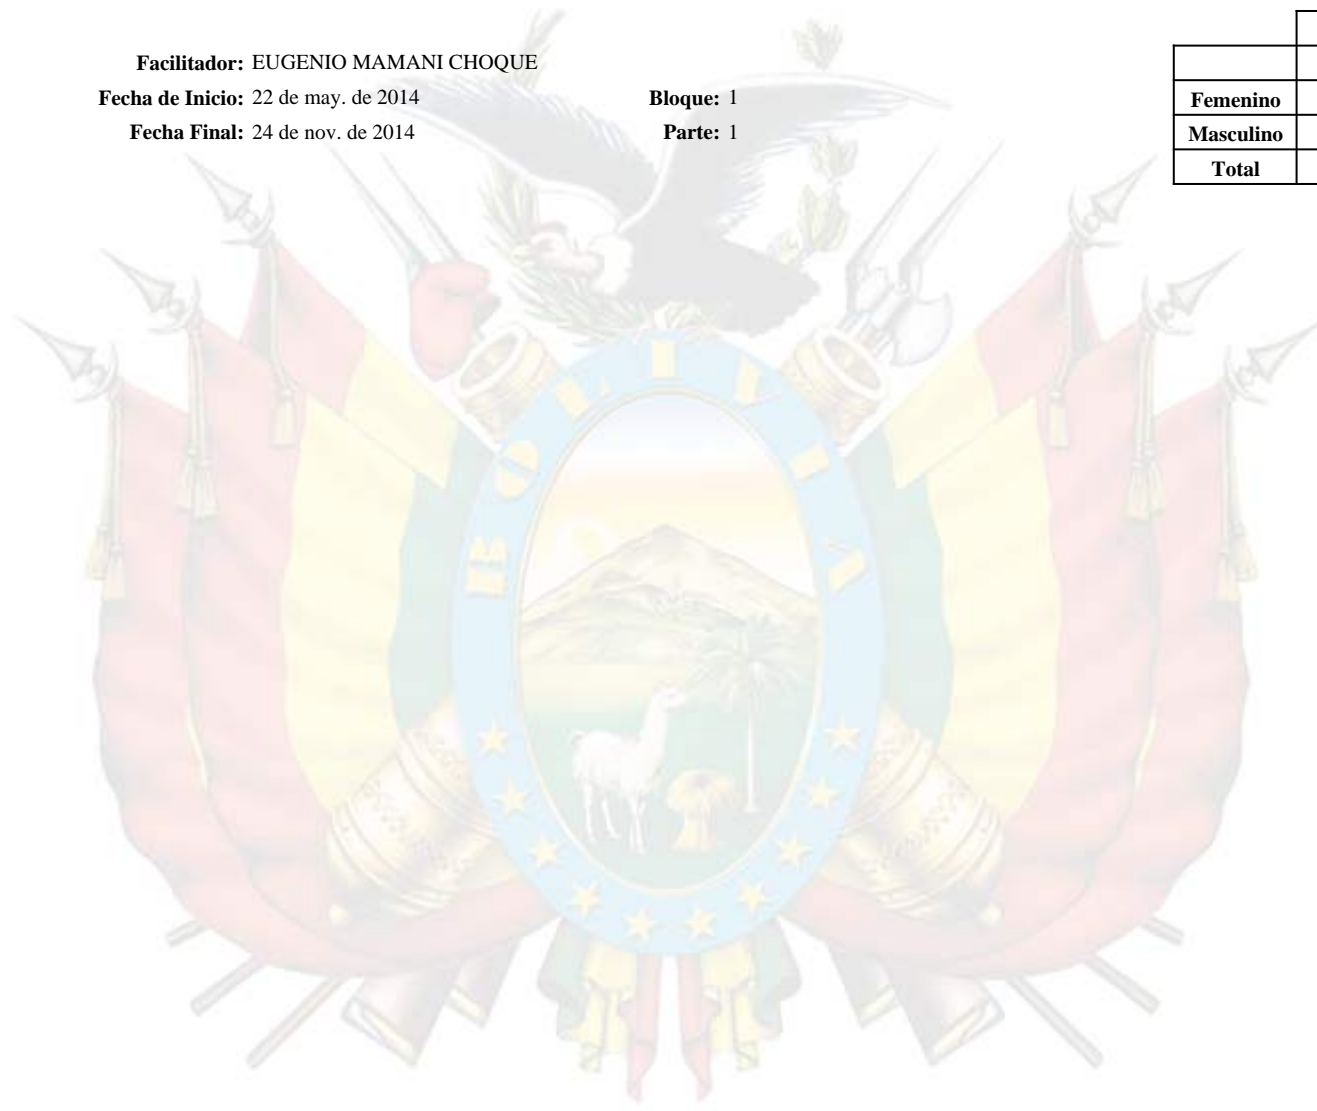 Facilitador: EUGENIO MAMANI CHOQUE
Fecha de Inicio: 22 de may. de 2014
Bloque: 1
Fecha Final: 24 de nov. de 2014
Parte: 1
Femenino
Masculino
Total
BOLIVIA